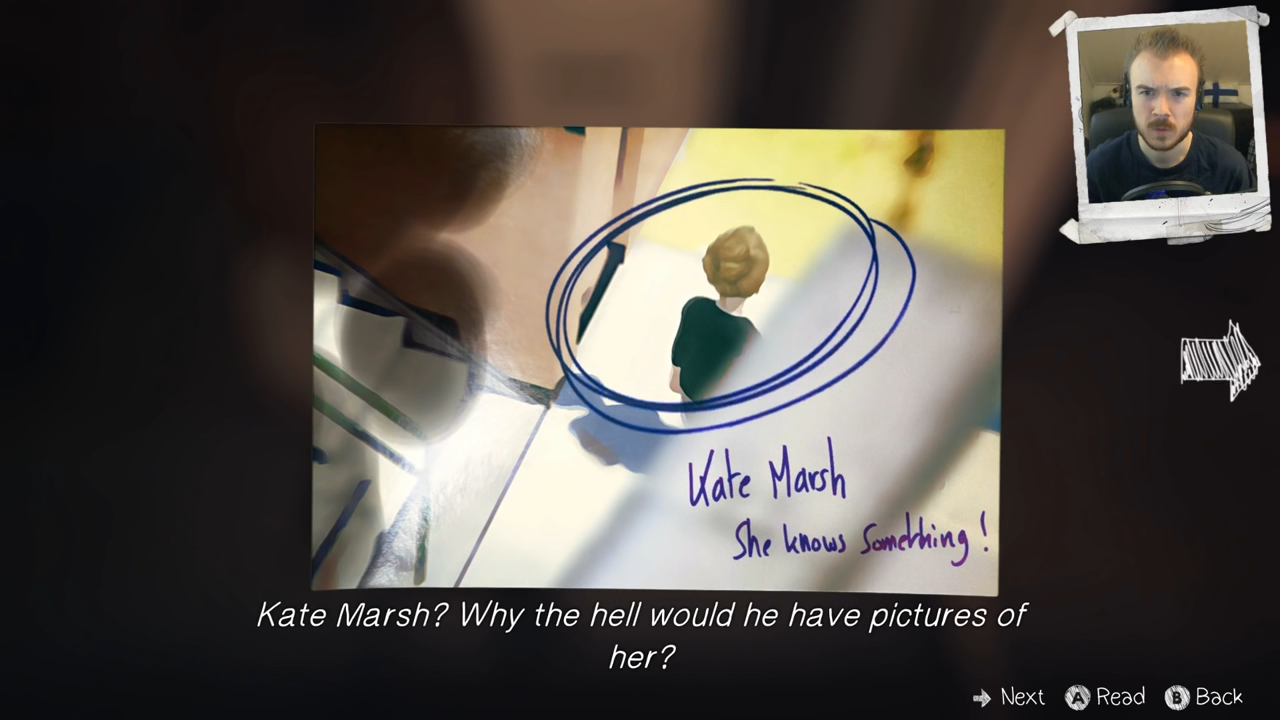 Kate Marsh
She knows something!
Kate Marsh? Why the hell would he have pictures of
her?
Next A Read B Back